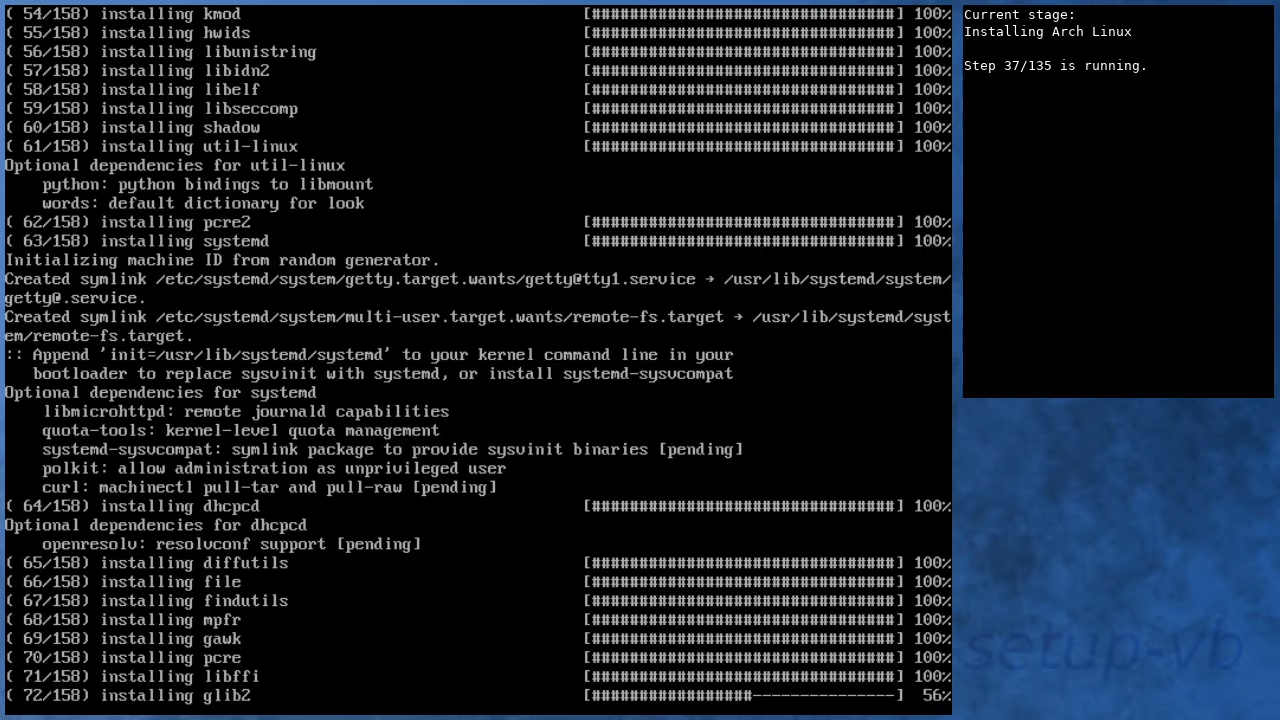 ( 54/158) installing kmod [################################] 100%
( 55/158) installing hwids [################################] 100%
( 56/158) installing libunistring [################################] 100%
( 57/158) installing libidn2 [################################] 100%
( 58/158) installing libelf [################################] 100%
( 59/158) installing libseccomp [################################] 100%
( 60/158) installing shadow [################################] 100%
( 61/158) installing util-linux [################################] 100%
Optional dependencies for util-linux
    python: python bindings to libmount
    words: default dictionary for look
( 62/158) installing pcre2 [################################] 100%
( 63/158) installing systemd [################################] 100%
Initializing machine ID from random generator.
Created symlink /etc/systemd/system/getty.target.wants/getty@tty1.service → /usr/lib/systemd/system/
getty@.service.
Created symlink /etc/systemd/system/multi-user.target.wants/remote-fs.target → /usr/lib/systemd/syst
em/remote-fs.target.
:: Append 'init=/usr/lib/systemd/systemd' to your kernel command line in your
   bootloader to replace sysvinit with systemd, or install systemd-sysvcompat
Optional dependencies for systemd
    libmicrohttpd: remote journald capabilities
    quota-tools: kernel-level quota management
    systemd-sysvcompat: symlink package to provide sysvinit binaries [pending]
    polkit: allow administration as unprivileged user
    curl: machinectl pull-tar and pull-raw [pending]
( 64/158) installing dhcpcd [################################] 100%
Optional dependencies for dhcpcd
    openresolv: resolvconf support [pending]
( 65/158) installing diffutils [################################] 100%
( 66/158) installing file [################################] 100%
( 67/158) installing findutils [################################] 100%
( 68/158) installing mpfr [################################] 100%
( 69/158) installing gawk [################################] 100%
( 70/158) installing pcre [################################] 100%
( 71/158) installing libffi [################################] 100%
( 72/158) installing glib2 [#################---------------] 56%
Current stage:
Installing Arch Linux
Step 37/135 is running.
setup-vb